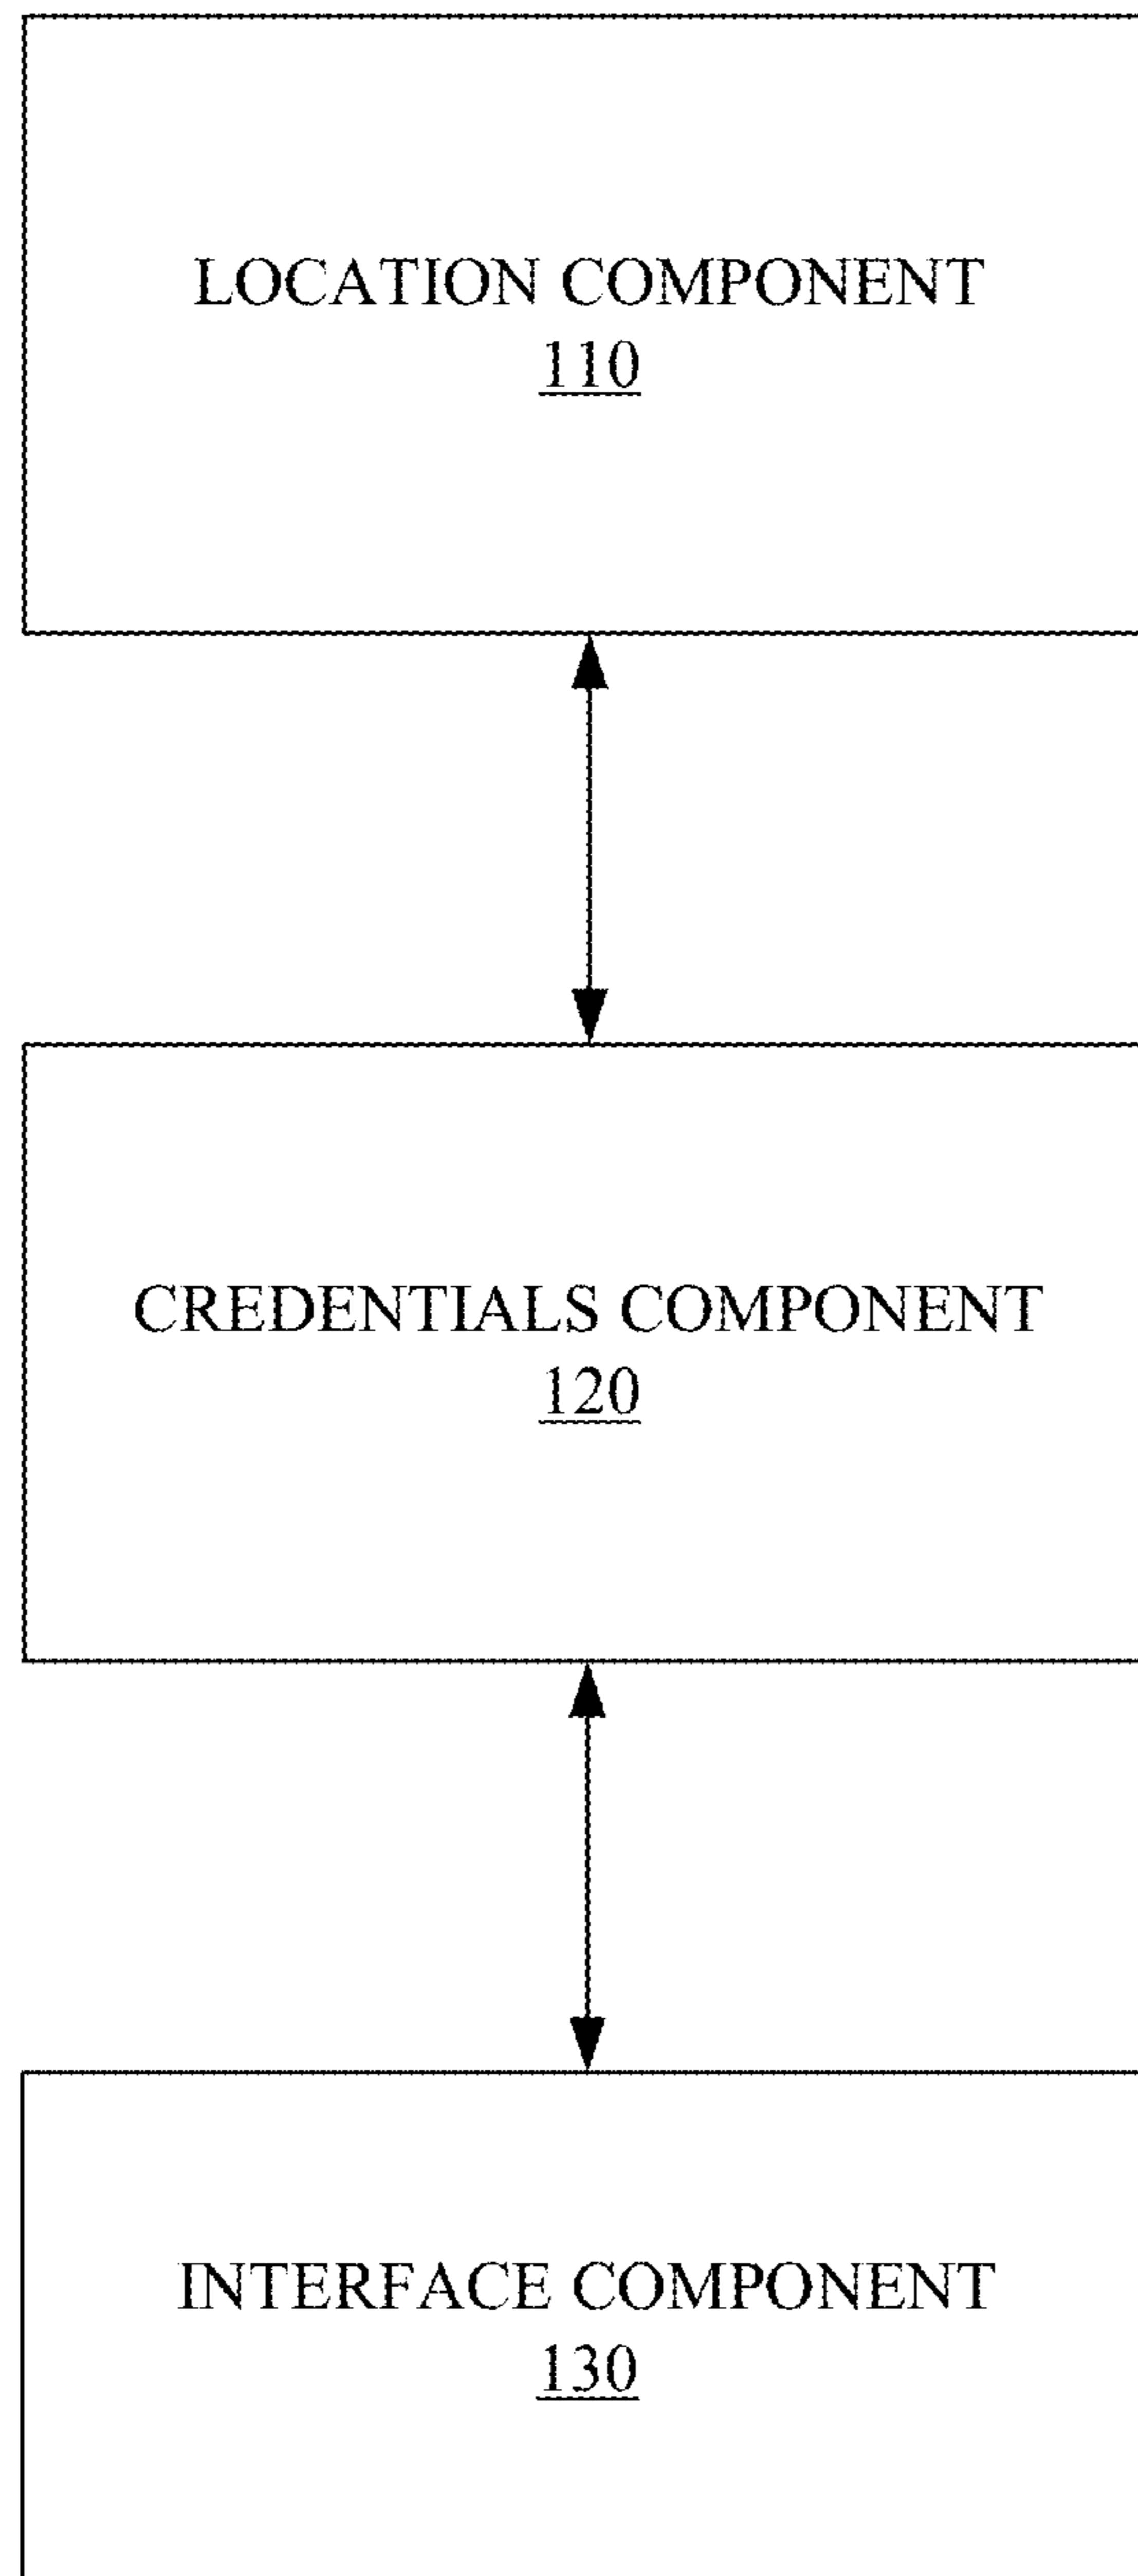 LOCATION COMPONENT
110
CREDENTIALS COMPONENT
120
INTERFACE COMPONENT
130